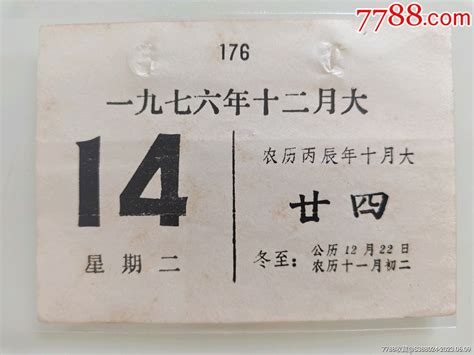 7788.com
176
一九七六年十二月大
14
星期二
农历丙辰年十月大
廿四
冬至：
公历12月22日
农历十一月初二